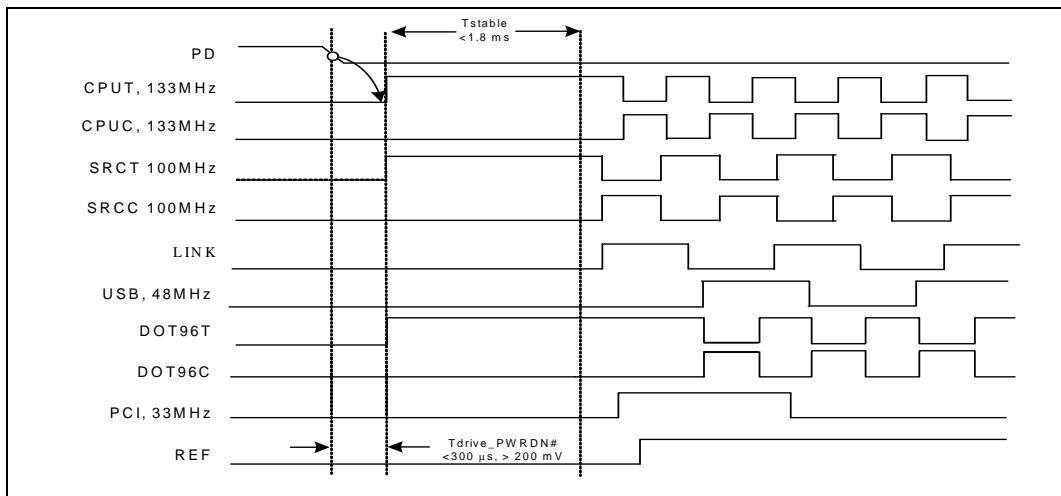 Tstable
<1.8 ms
PD
CPUT, 133MHz
CPUC, 133MHz
SRCT 100MHz
SRCC 100MHz
LINK
USB, 48MHz
DOT96T
DOT96C
PCI, 33MHz
Tdrive_PWRDN#
<300 μs, > 200 mV
REF